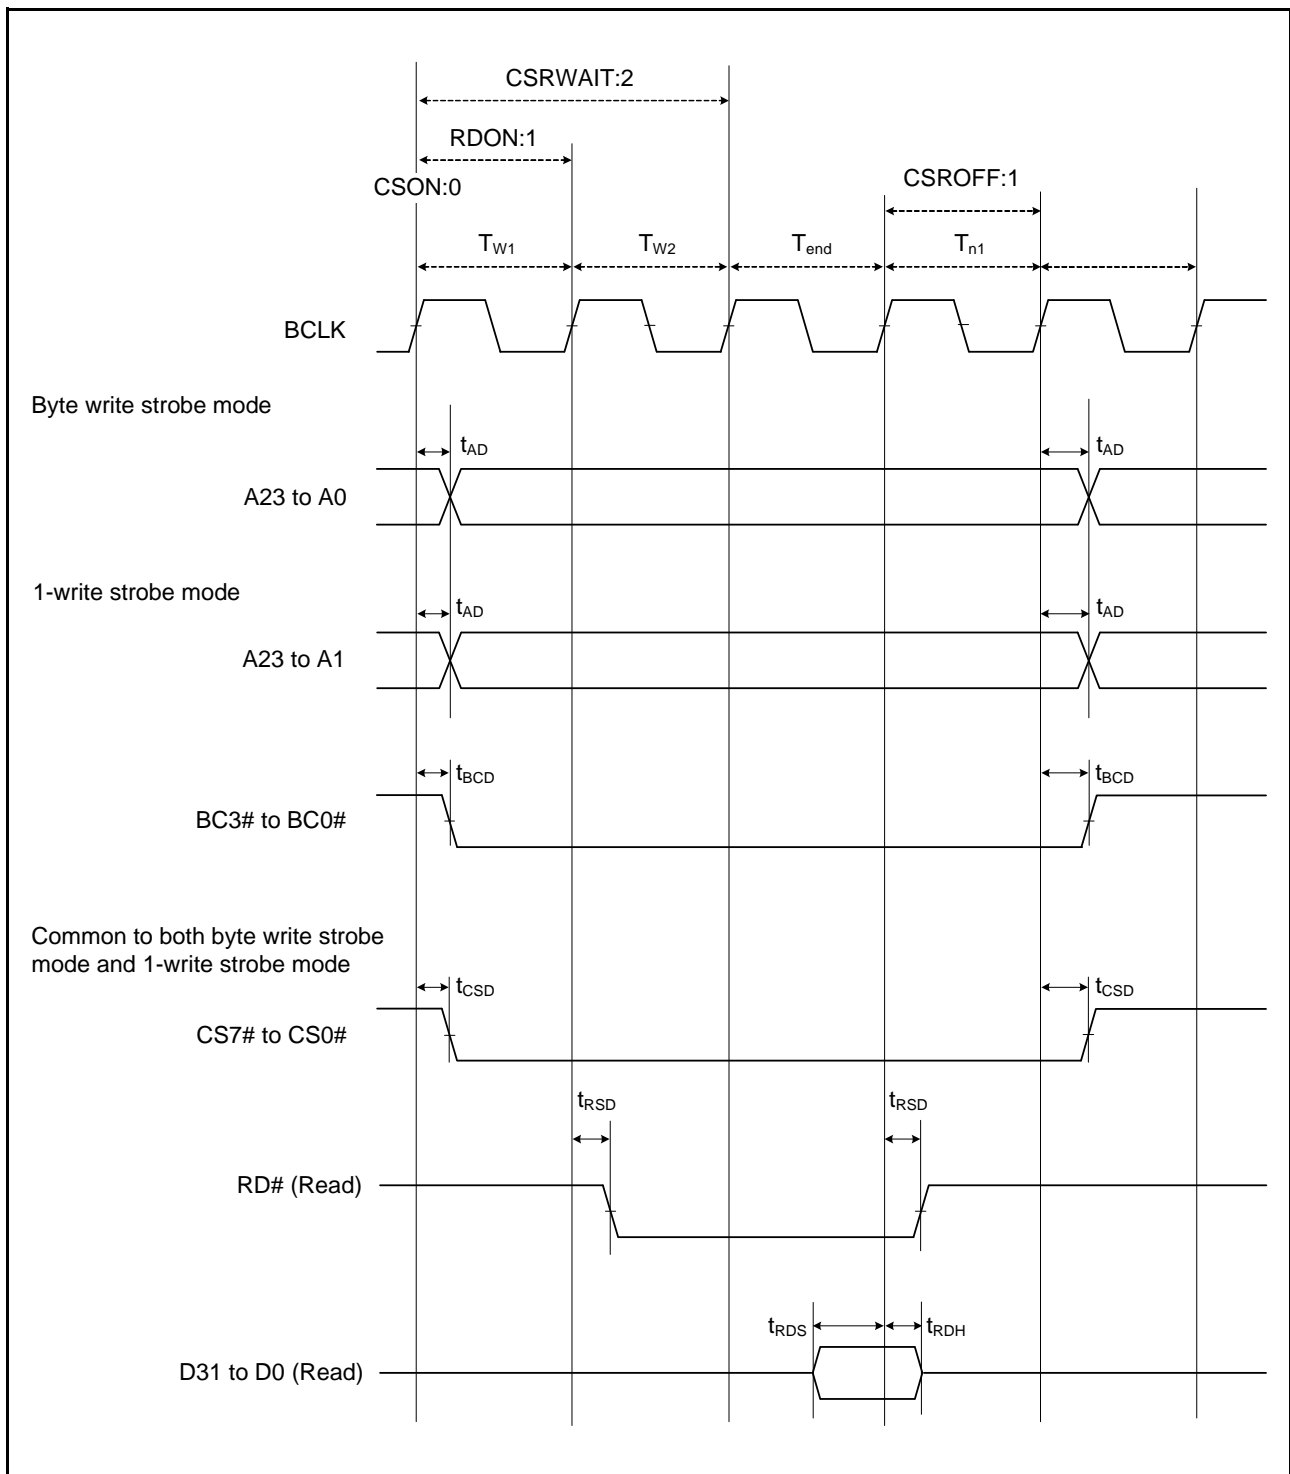 CSRWAIT:2
RDON:1
CSON:0
CSROFF:1
TW1
TW2
Tend
Tn1
BCLK
Byte write strobe mode
tAD
tAD
A23 to A0
1-write strobe mode
tAD
tAD
A23 to A1
tBCD
tBCD
BC3# to BC0#
Common to both byte write strobe
mode and 1-write strobe mode
tCSD
tCSD
CS7# to CS0#
tRSD
tRSD
RD# (Read)
tRDS
tRDH
D31 to D0 (Read)